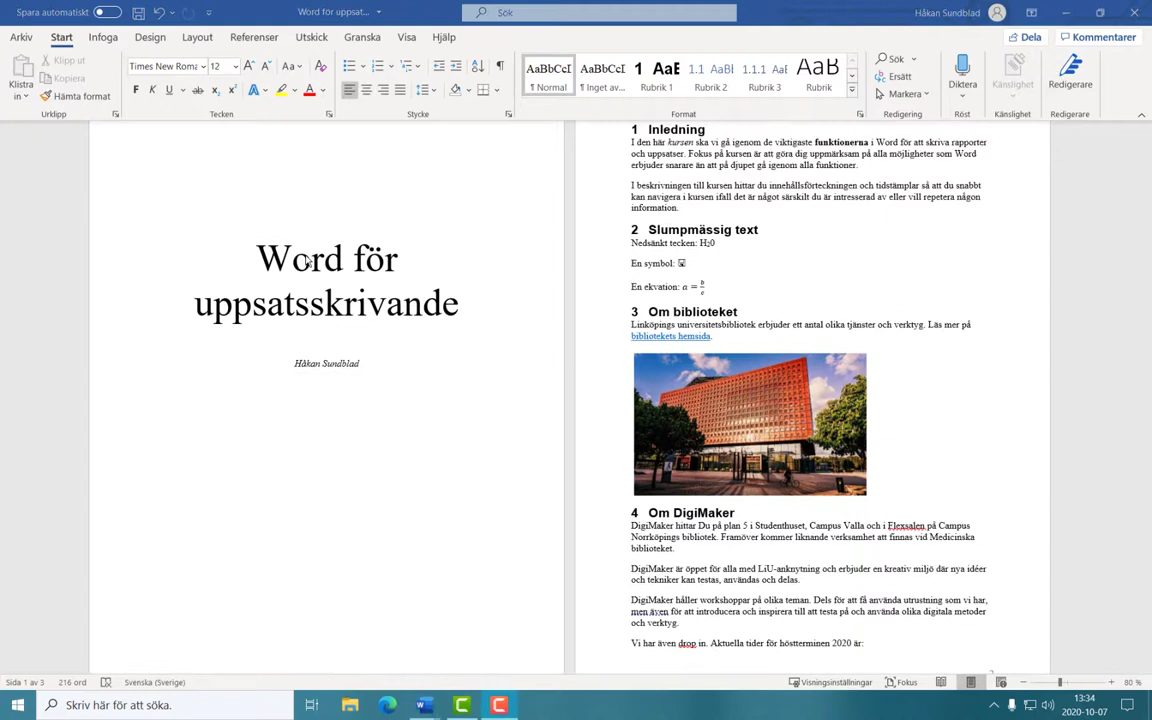 Spara automatiskt
Word för uppsat...
Sök
Håkan Sundblad
Arkiv Start Infoga Design Layout Referenser Utskick Granska Visa Hjälp
Dela
Kommentarer
Klistra in
Klipp ut
Kopiera
Hämta format
Urklipp
Times New Roma
12
Tecken
Stycke
AaBbCcI AaBbCcI 1 AaE 1.1 AaBl 1.1.1 Aal AaB
¶ Normal ¶ Inget av... Rubrik 1 Rubrik 2 Rubrik 3 Rubrik
Format
Sök
Ersätt
Markera
Redigering
Diktera
Röst
Känslighet
Känslighet
Redigerare
Redigerare
Word för
uppsatsskrivande
Håkan Sundblad
1 Inledning
I den här kursen ska vi gå igenom de viktigaste funktionerna i Word för att skriva rapporter
och uppsatser. Fokus på kursen är att göra dig uppmärksam på alla möjligheter som Word
erbjuder snarare än att på djupet gå igenom alla funktioner.
I beskrivningen till kursen hittar du innehållsförteckningen och tidstämplar så att du snabbt
kan navigera i kursen ifall det är något särskilt du är intresserad av eller vill repetera någon
information.
2 Slumpmässig text
Nedsänkt tecken: H₂0
En symbol: 🖫
En ekvation: a = b/c
3 Om biblioteket
Linköpings universitetsbibliotek erbjuder ett antal olika tjänster och verktyg. Läs mer på
bibliotekets hemsida.
4 Om DigiMaker
DigiMaker hittar Du på plan 5 i Studenthuset, Campus Valla och i Flexsalen på Campus
Norrköpings bibliotek. Framöver kommer liknande verksamhet att finnas vid Medicinska
biblioteket.
DigiMaker är öppet för alla med LiU-anknytning och erbjuder en kreativ miljö där nya idéer
och tekniker kan testas, användas och delas.
DigiMaker håller workshoppar på olika teman. Dels för att få använda utrustning som vi har,
men även för att introducera och inspirera till att testa på och använda olika digitala metoder
och verktyg.
Vi har även drop in. Aktuella tider för höstterminen 2020 är:
Sida 1 av 3
216 ord
Svenska (Sverige)
Visningsinställningar
Fokus
80 %
Skriv här för att söka.
13:34
2020-10-07